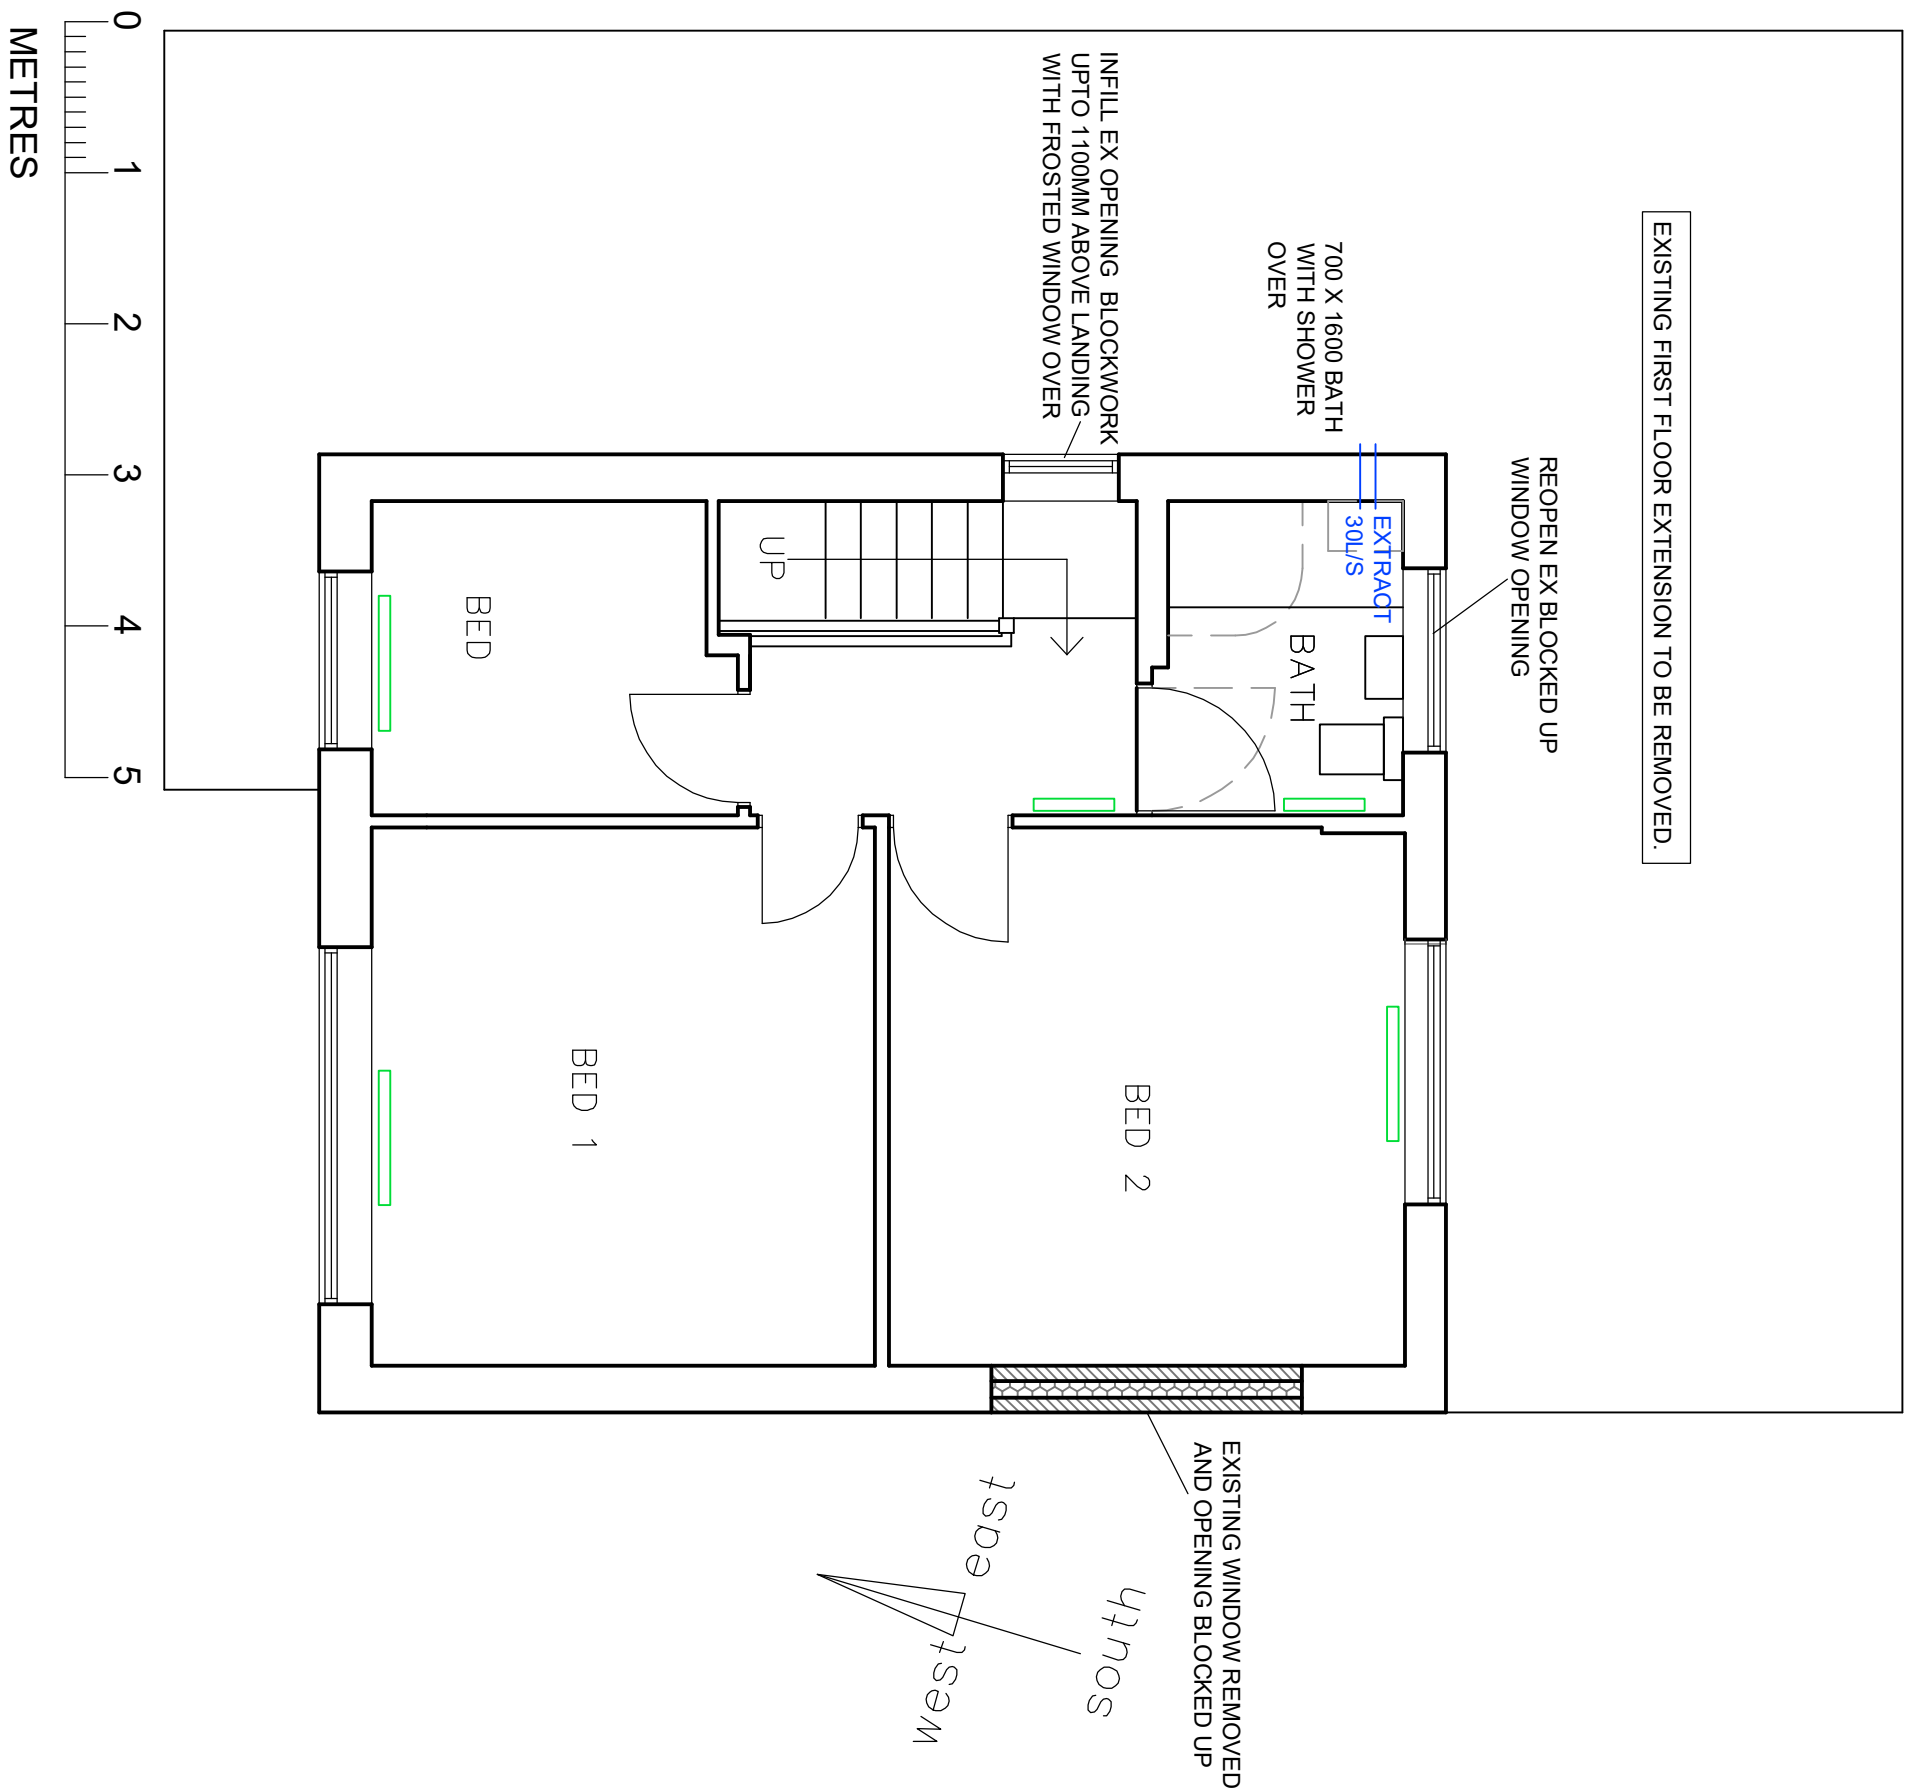 EXISTING FIRST FLOOR EXTENSION TO BE REMOVED.
REOPEN EX BLOCKED UP
WINDOW OPENING
700 X 1600 BATH
WITH SHOWER
OVER
EXTRACT
30L/S
BATH
INFILL EX OPENING BLOCKWORK
UPTO 1100MM ABOVE LANDING
WITH FROSTED WINDOW OVER
UP
BED
BED 2
BED 1
EXISTING WINDOW REMOVED
AND OPENING BLOCKED UP
south
east
west
0 1 2 3 4 5
METRES